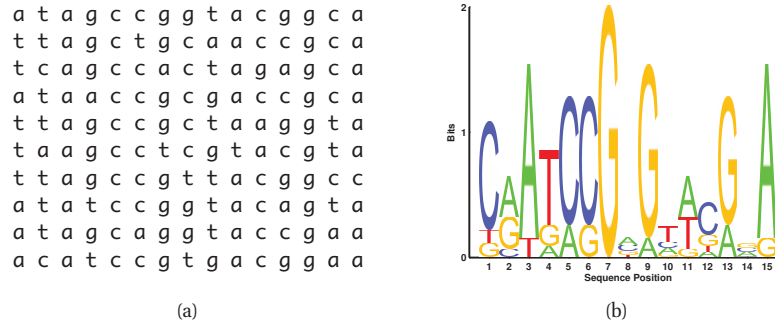 a t a g c c g g t a c g g c a
t t a g c t g c a a c c g c a
t c a g c c a c t a g a g c a
a t a a c c g c g a c c g c a
t t a g c c g c t a a g g t a
t a a g c c t c g t a c g t a
t t a g c c g t t a c g g c c
a t a t c c g g t a c a g t a
a t a g c a g g t a c c g a a
a c a t c c g t g a c g g a a
(a)
2
1
0
Bits
C A A T C C G A G T A C G A
T G T G A G A C T G A G
G C A A G T
1 2 3 4 5 6 7 8 9 10 11 12 13 14 15
Sequence Position
(b)